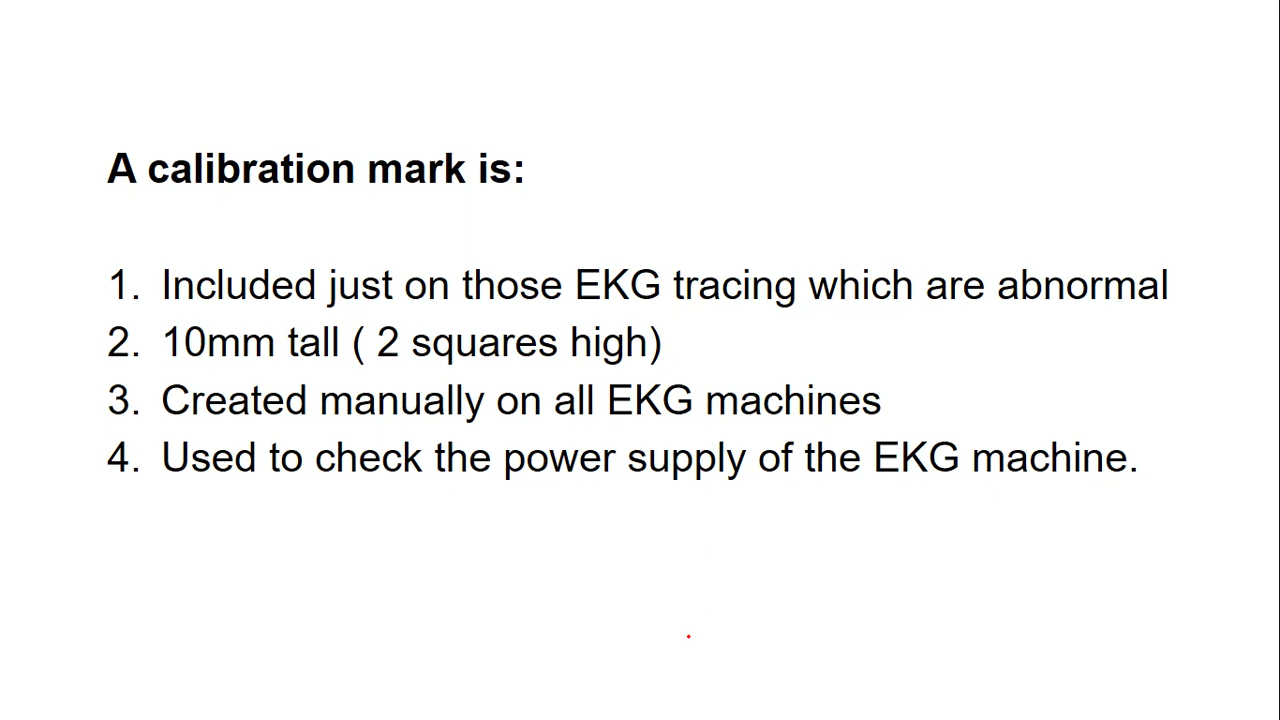 A calibration mark is:
1. Included just on those EKG tracing which are abnormal
2. 10mm tall ( 2 squares high)
3. Created manually on all EKG machines
4. Used to check the power supply of the EKG machine.